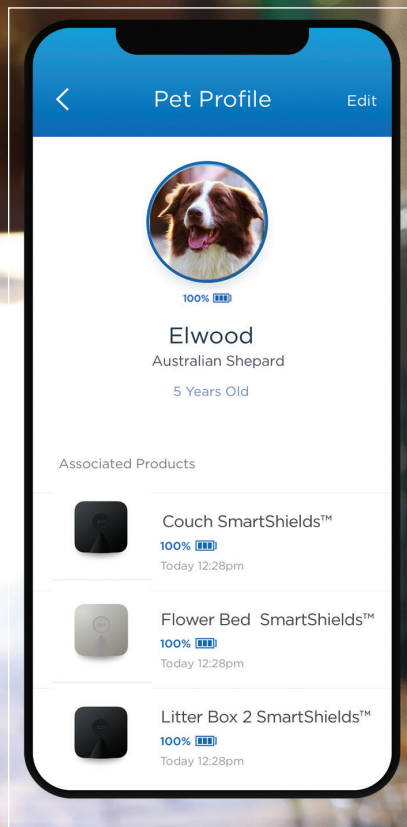 Pet Profile
Edit
100%
Elwood
Australian Shepard
5 Years Old
Associated Products
Couch SmartShields™
100%
Today 12:28pm
Flower Bed  SmartShields™
100%
Today 12:28pm
Litter Box 2 SmartShields™
100%
Today 12:28pm